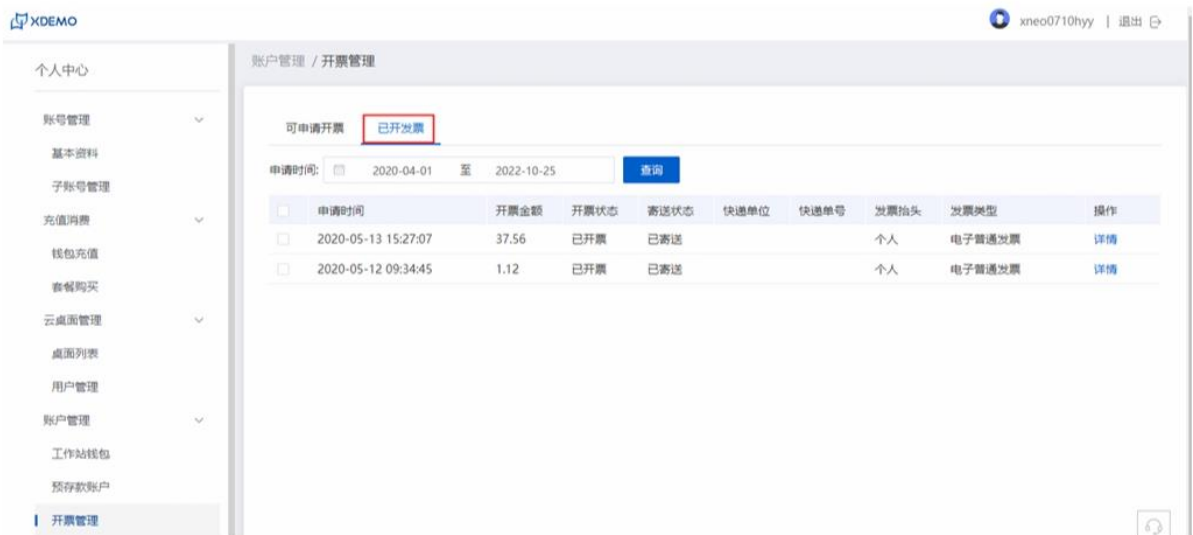 XDEMO
xneo0710hyy | 退出
个人中心
账户管理 / 开票管理
账号管理
基本资料
子账号管理
充值消费
钱包充值
套餐购买
云桌面管理
桌面列表
用户管理
账户管理
工作站钱包
预存款账户
开票管理
可申请开票 已开发票
申请时间: 2020-04-01 至 2022-10-25 查询
申请时间 开票金额 开票状态 寄送状态 快递单位 快递单号 发票抬头 发票类型 操作
2020-05-13 15:27:07 37.56 已开票 已寄送 个人 电子普通发票 详情
2020-05-12 09:34:45 1.12 已开票 已寄送 个人 电子普通发票 详情